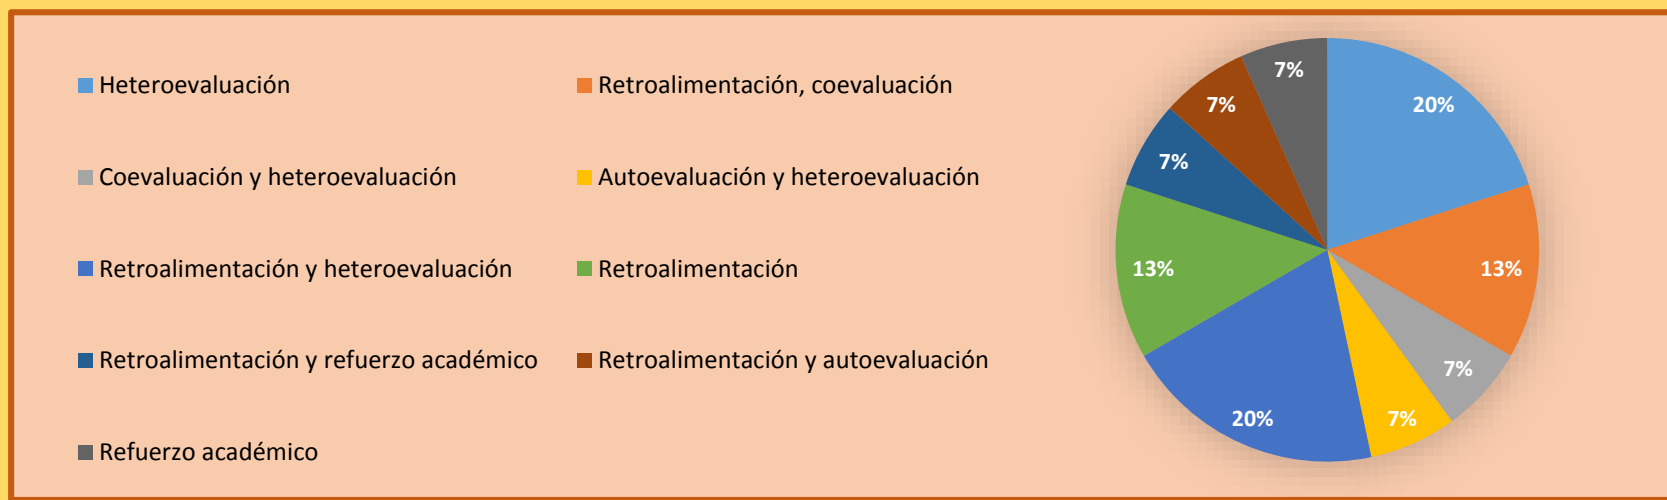 Heteroevaluación
Retroalimentación, coevaluación
Coevaluación y heteroevaluación
Autoevaluación y heteroevaluación
Retroalimentación y heteroevaluación
Retroalimentación
Retroalimentación y refuerzo académico
Retroalimentación y autoevaluación
Refuerzo académico
20%
13%
7%
7%
20%
13%
7%
7%
7%